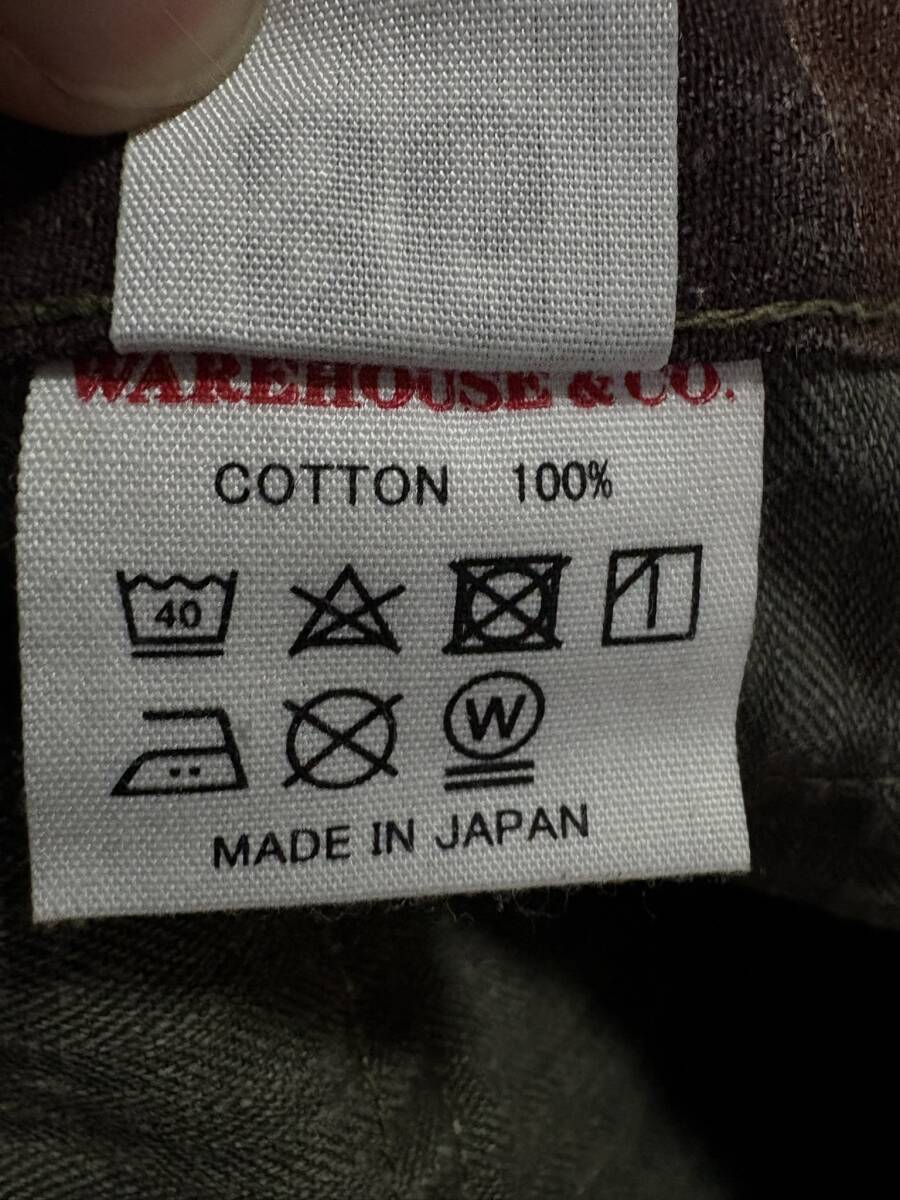 WAREHOUSE & CO.
COTTON 100%
40
W
MADE IN JAPAN